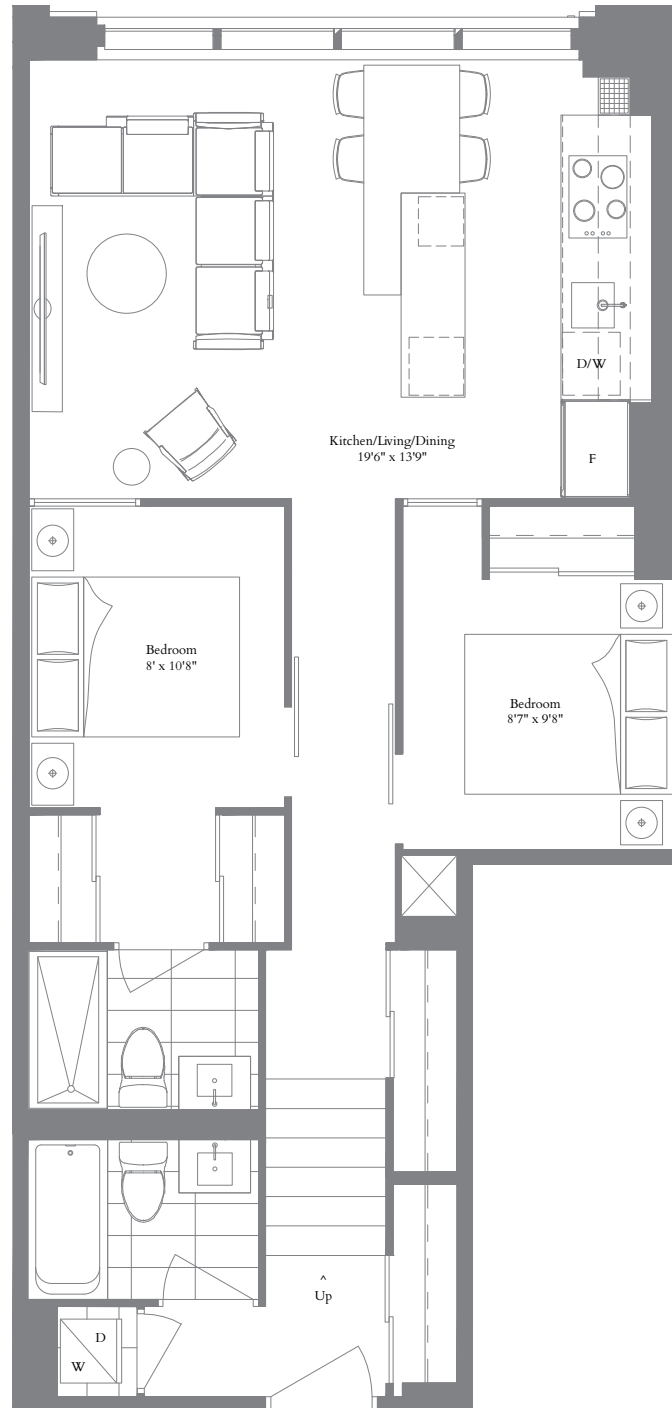 D/W
F
Kitchen/Living/Dining
19'6" x 13'9"
Bedroom
8' x 10'8"
Bedroom
8'7" x 9'8"
^
Up
D
W